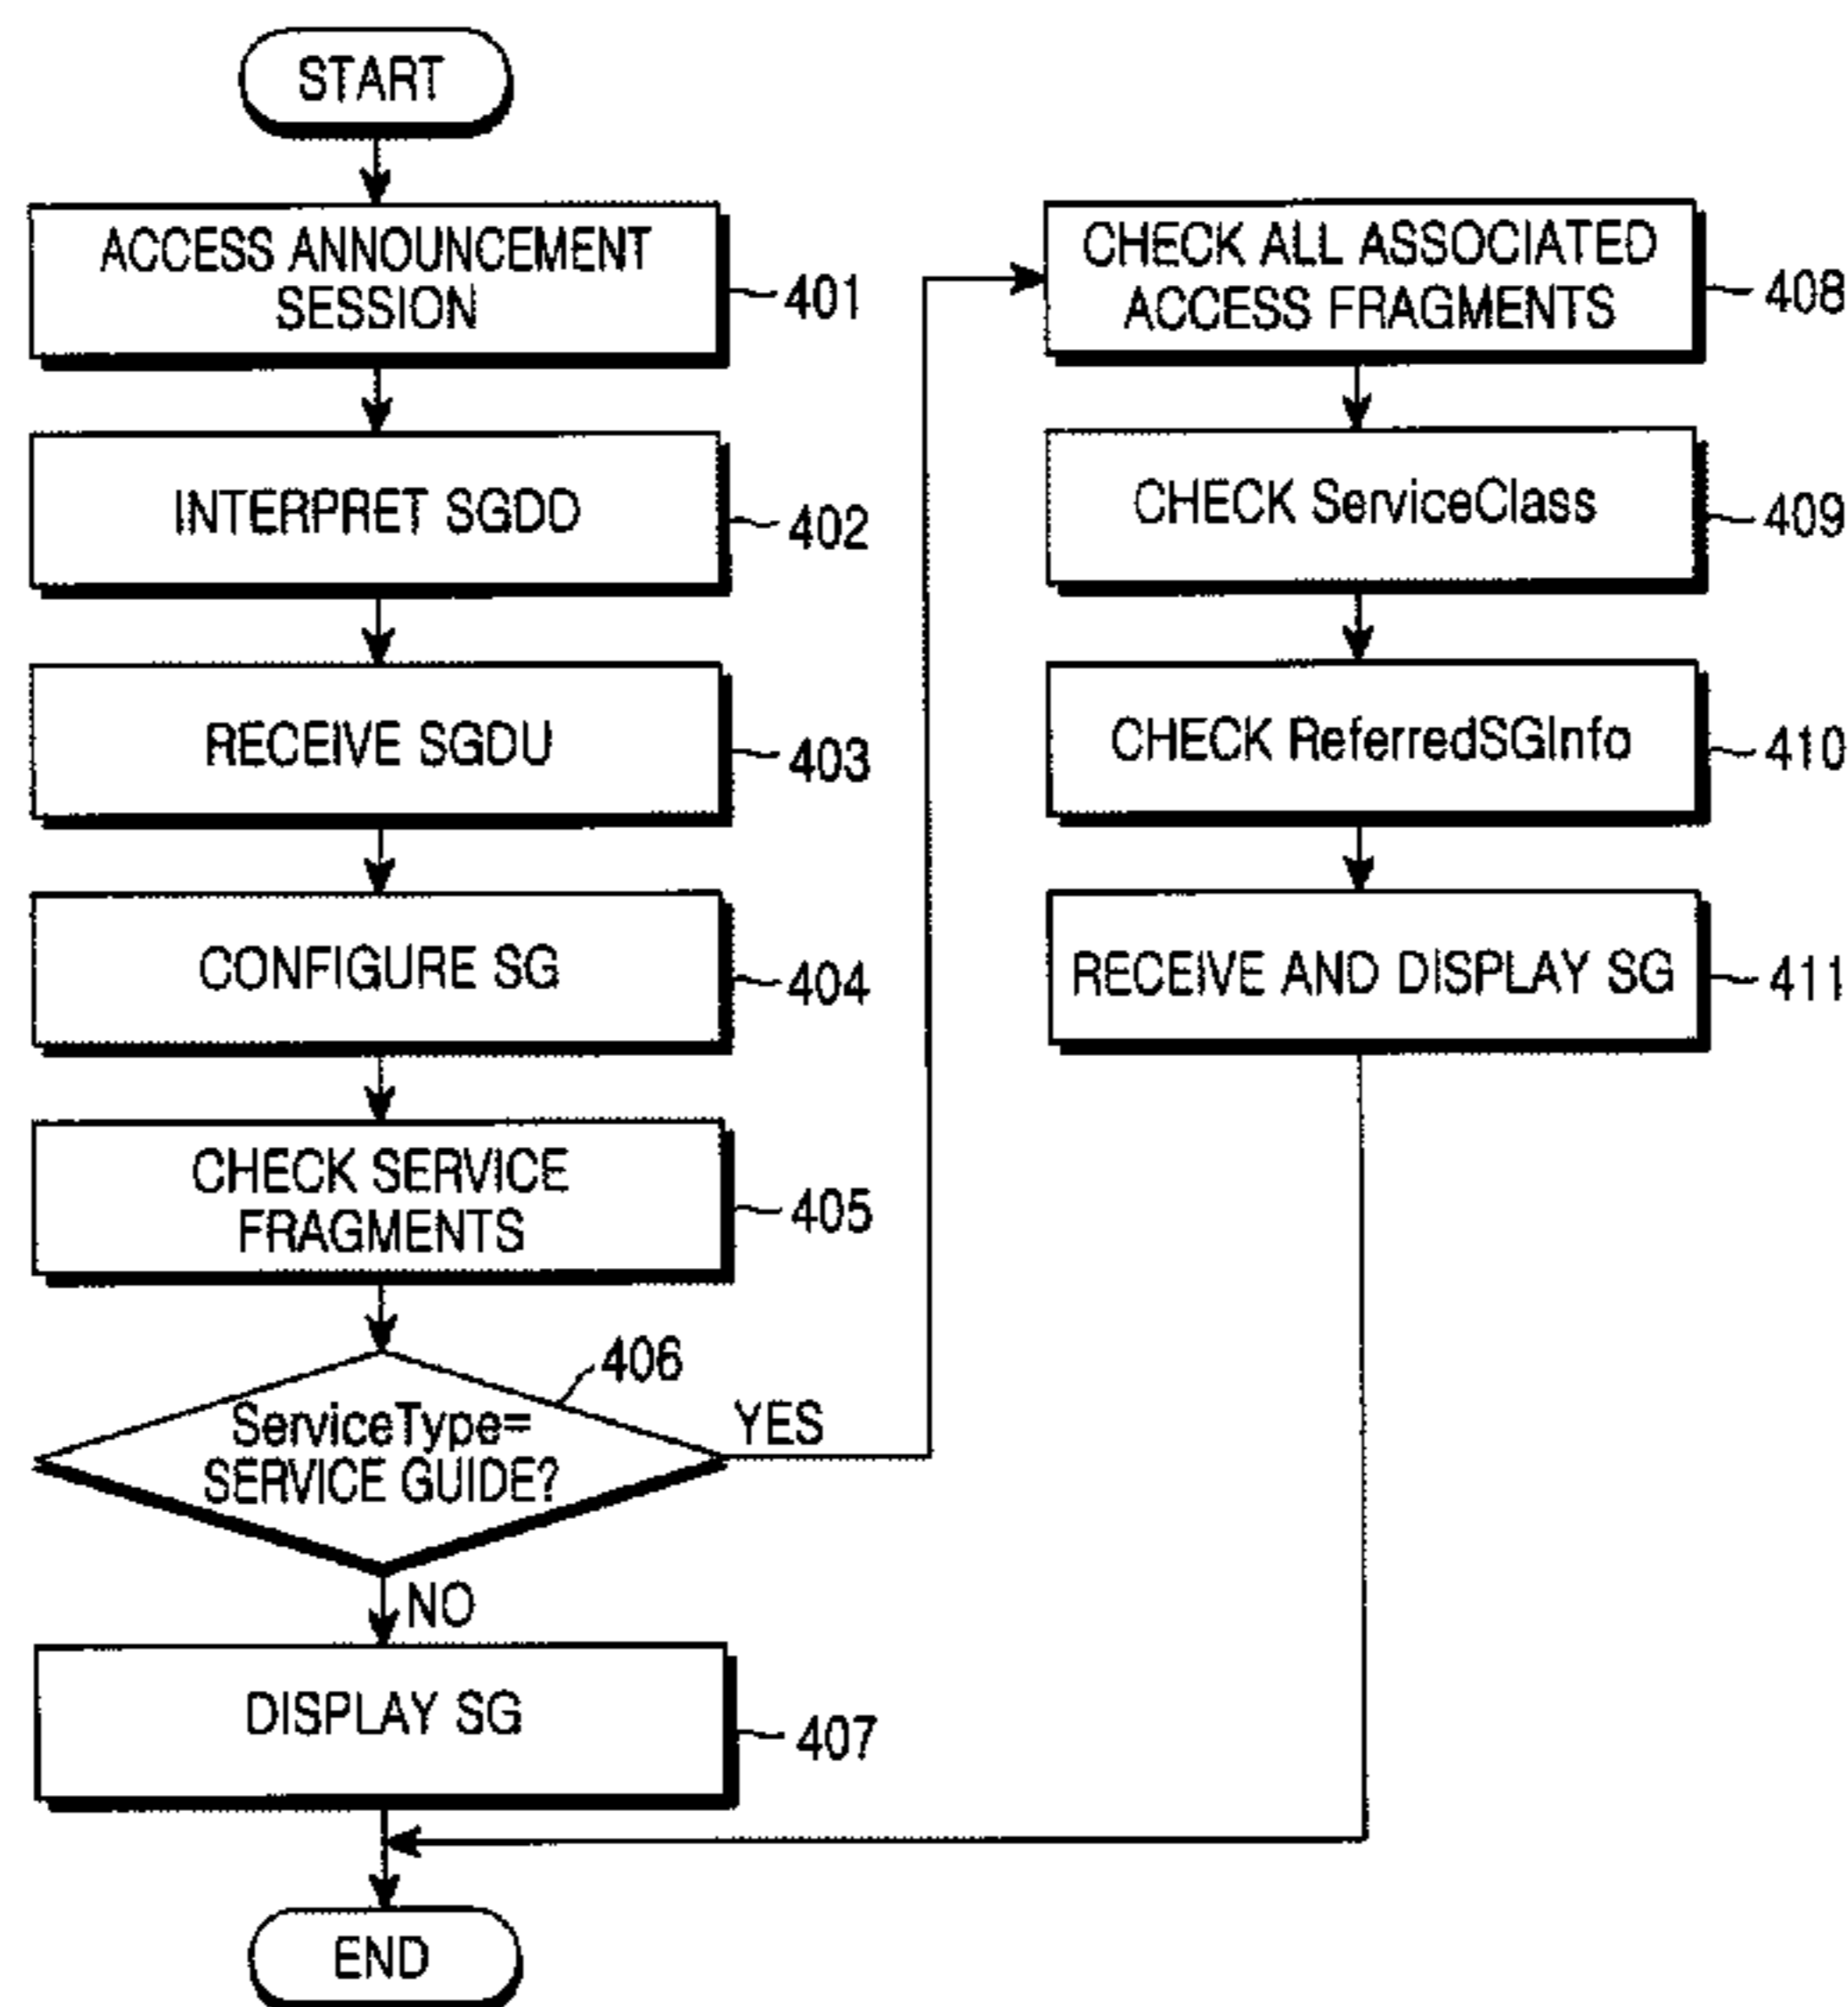 START
ACCESS ANNOUNCEMENT
SESSION
401
INTERPRET SGDD
402
RECEIVE SGDU
403
CONFIGURE SG
404
CHECK SERVICE
FRAGMENTS
405
406
ServiceType=
SERVICE GUIDE?
YES
NO
DISPLAY SG
407
END
CHECK ALL ASSOCIATED
ACCESS FRAGMENTS
408
CHECK ServiceClass
409
CHECK ReferredSGInfo
410
RECEIVE AND DISPLAY SG
411